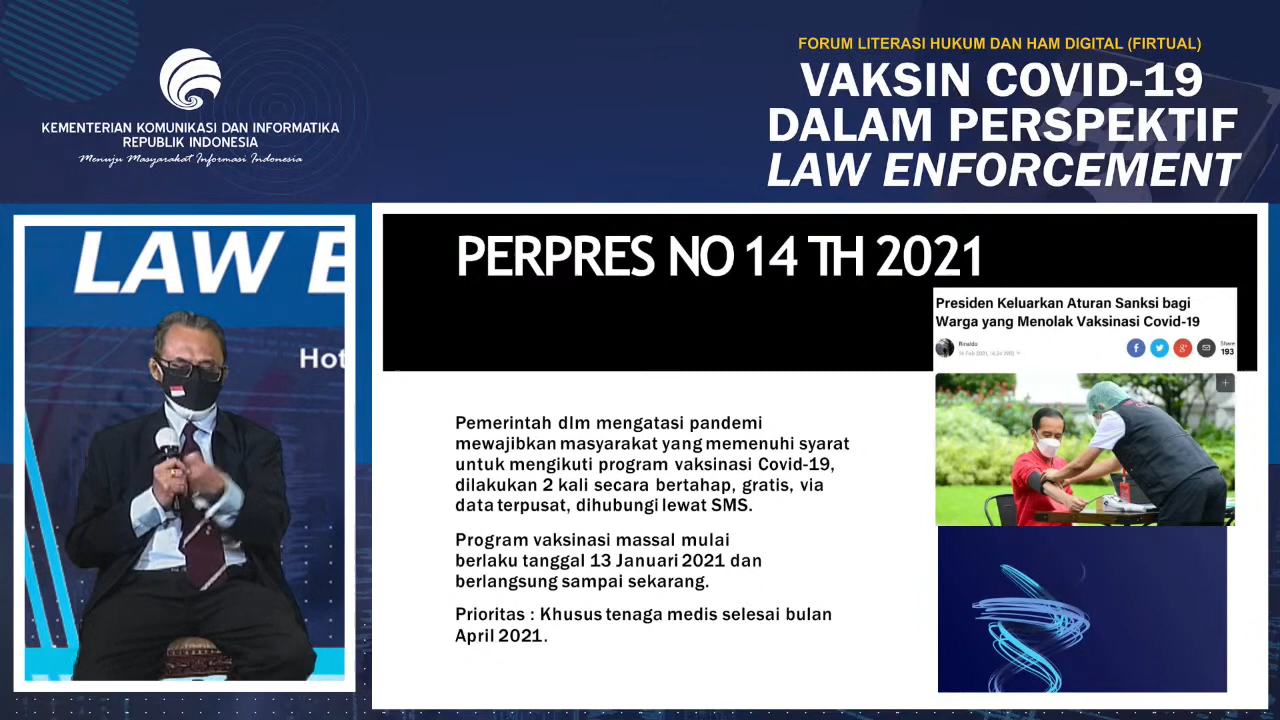 KEMENTERIAN KOMUNIKASI DAN INFORMATIKA
REPUBLIK INDONESIA
Menuju Masyarakat Informasi Indonesia
FORUM LITERASI HUKUM DAN HAM DIGITAL (FIRTUAL)
VAKSIN COVID-19
DALAM PERSPEKTIF
LAW ENFORCEMENT
LAW E
Hot
PERPRES NO 14 TH 2021
Presiden Keluarkan Aturan Sanksi bagi
Warga yang Menolak Vaksinasi Covid-19
Rinaldo
Share
193
Pemerintah dlm mengatasi pandemi
mewajibkan masyarakat yang memenuhi syarat
untuk mengikuti program vaksinasi Covid-19,
dilakukan 2 kali secara bertahap, gratis, via
data terpusat, dihubungi lewat SMS.
Program vaksinasi massal mulai
berlaku tanggal 13 Januari 2021 dan
berlangsung sampai sekarang.
Prioritas : Khusus tenaga medis selesai bulan
April 2021.